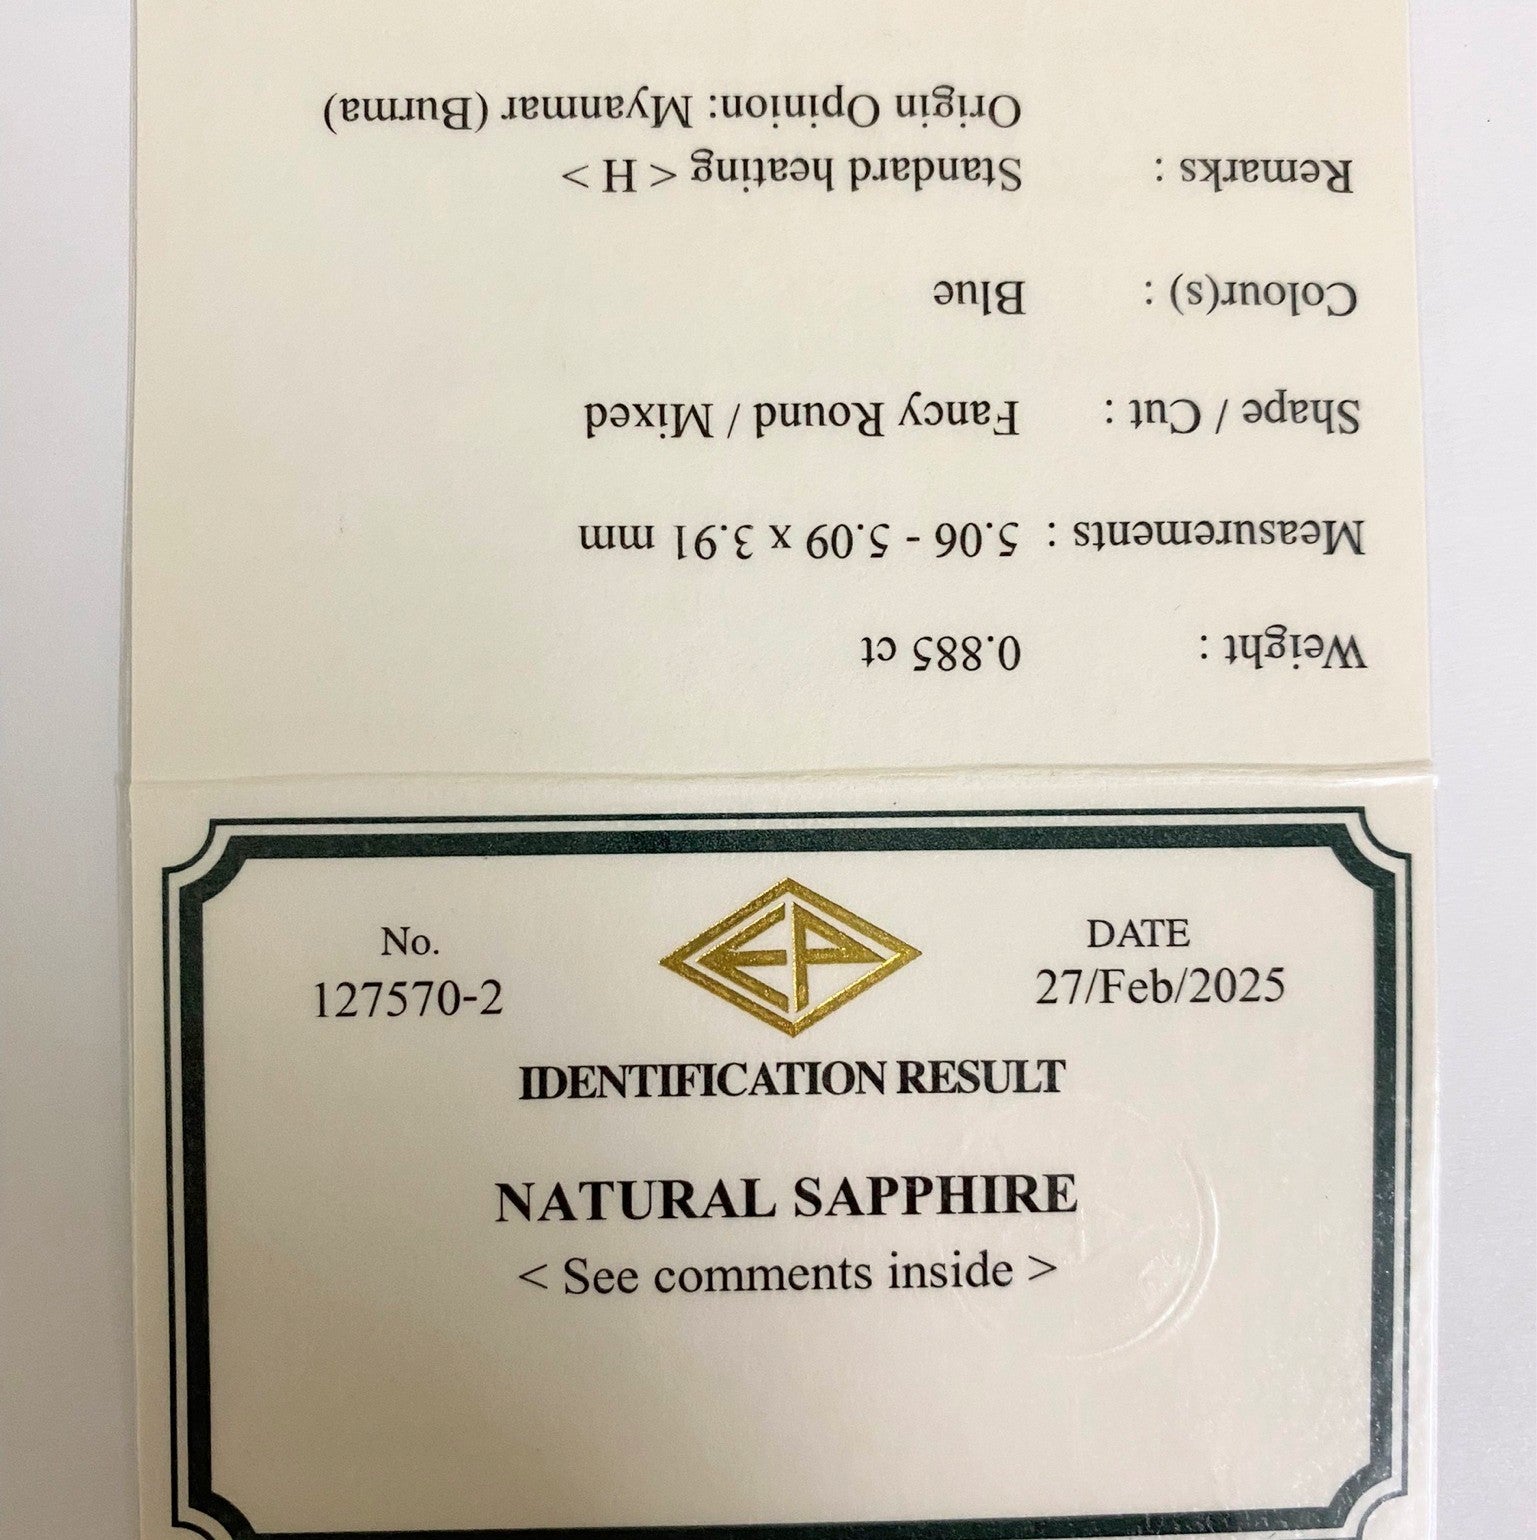 Weight : 0.885 ct
Measurements : 5.06 - 5.09 x 3.91 mm
Shape / Cut : Fancy Round / Mixed
Colour(s) : Blue
Remarks : Standard heating < H >
Origin Opinion: Myanmar (Burma)
No.
127570-2
EP
DATE
27/Feb/2025
IDENTIFICATION RESULT
NATURAL SAPPHIRE
< See comments inside >